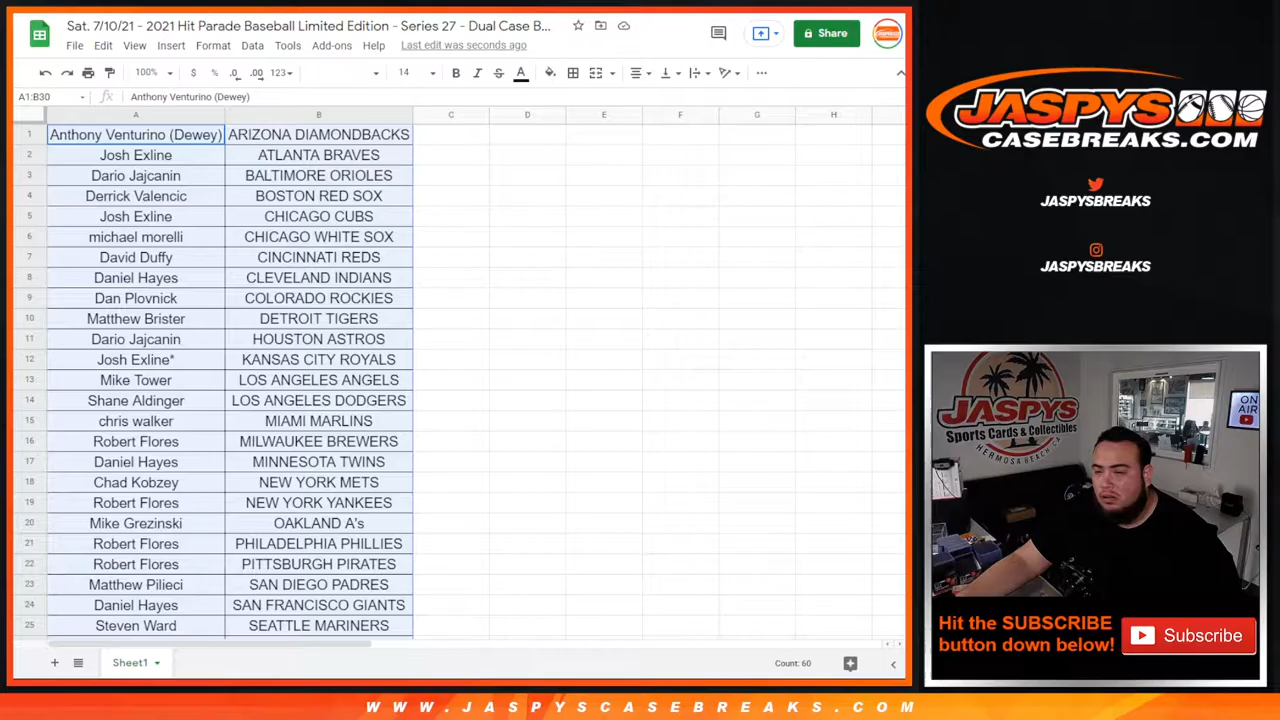 Sat. 7/10/21 - 2021 Hit Parade Baseball Limited Edition - Series 27 - Dual Case B...
File Edit View Insert Format Data Tools Add-ons Help Last edit was seconds ago
Share
100% $ % .0 .00 123 14 B I S A
A1:B30 fx Anthony Venturino (Dewey)
A B C D E F G H
1 Anthony Venturino (Dewey) ARIZONA DIAMONDBACKS
2 Josh Exline ATLANTA BRAVES
3 Dario Jajcanin BALTIMORE ORIOLES
4 Derrick Valencic BOSTON RED SOX
5 Josh Exline CHICAGO CUBS
6 michael morelli CHICAGO WHITE SOX
7 David Duffy CINCINNATI REDS
8 Daniel Hayes CLEVELAND INDIANS
9 Dan Plovnick COLORADO ROCKIES
10 Matthew Brister DETROIT TIGERS
11 Dario Jajcanin HOUSTON ASTROS
12 Josh Exline* KANSAS CITY ROYALS
13 Mike Tower LOS ANGELES ANGELS
14 Shane Aldinger LOS ANGELES DODGERS
15 chris walker MIAMI MARLINS
16 Robert Flores MILWAUKEE BREWERS
17 Daniel Hayes MINNESOTA TWINS
18 Chad Kobzey NEW YORK METS
19 Robert Flores NEW YORK YANKEES
20 Mike Grezinski OAKLAND A's
21 Robert Flores PHILADELPHIA PHILLIES
22 Robert Flores PITTSBURGH PIRATES
23 Matthew Pilieci SAN DIEGO PADRES
24 Daniel Hayes SAN FRANCISCO GIANTS
25 Steven Ward SEATTLE MARINERS
Sheet1 Count: 60
JASPYS
CASEBREAKS.COM
JASPYSBREAKS
JASPYSBREAKS
JASPYS
Sports Cards & Collectibles
HERMOSA BEACH CA
ON AIR
Hit the SUBSCRIBE
button down below!
Subscribe
WWW.JASPYSCASEBREAKS.COM